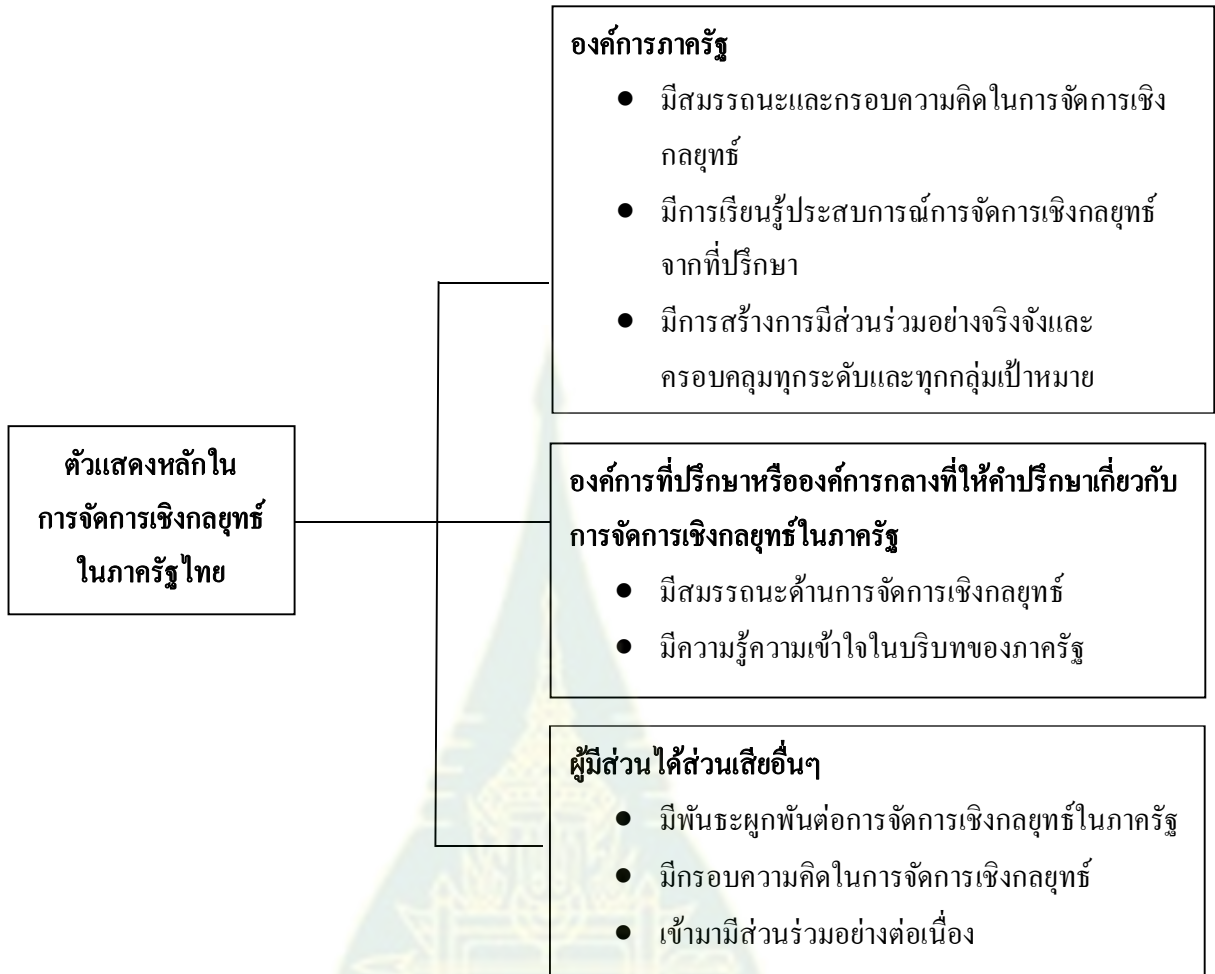 องค์การภาครัฐ
● มีสมรรถนะและกรอบความคิดในการจัดการเชิง
กลยุทธ์
● มีการเรียนรู้ประสบการณ์การจัดการเชิงกลยุทธ์
จากที่ปรึกษา
● มีการสร้างการมีส่วนร่วมอย่างจริงจังและ
ครอบคลุมทุกระดับและทุกกลุ่มเป้าหมาย
ตัวแสดงหลักใน
การจัดการเชิงกลยุทธ์
ในภาครัฐไทย
องค์การที่ปรึกษาหรือองค์การกลางที่ให้คำปรึกษาเกี่ยวกับ
การจัดการเชิงกลยุทธ์ในภาครัฐ
● มีสมรรถนะด้านการจัดการเชิงกลยุทธ์
● มีความรู้ความเข้าใจในบริบทของภาครัฐ
ผู้มีส่วนได้ส่วนเสียอื่นๆ
● มีพันธะผูกพันต่อการจัดการเชิงกลยุทธ์ในภาครัฐ
● มีกรอบความคิดในการจัดการเชิงกลยุทธ์
● เข้ามามีส่วนร่วมอย่างต่อเนื่อง